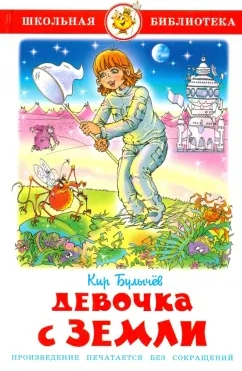 ШКОЛЬНАЯ БИБЛИОТЕКА
Кир Булычёв
ДЕВОЧКА
С ЗЕМЛИ
ПРОИЗВЕДЕНИЕ ПЕЧАТАЕТСЯ БЕЗ СОКРАЩЕНИЙ